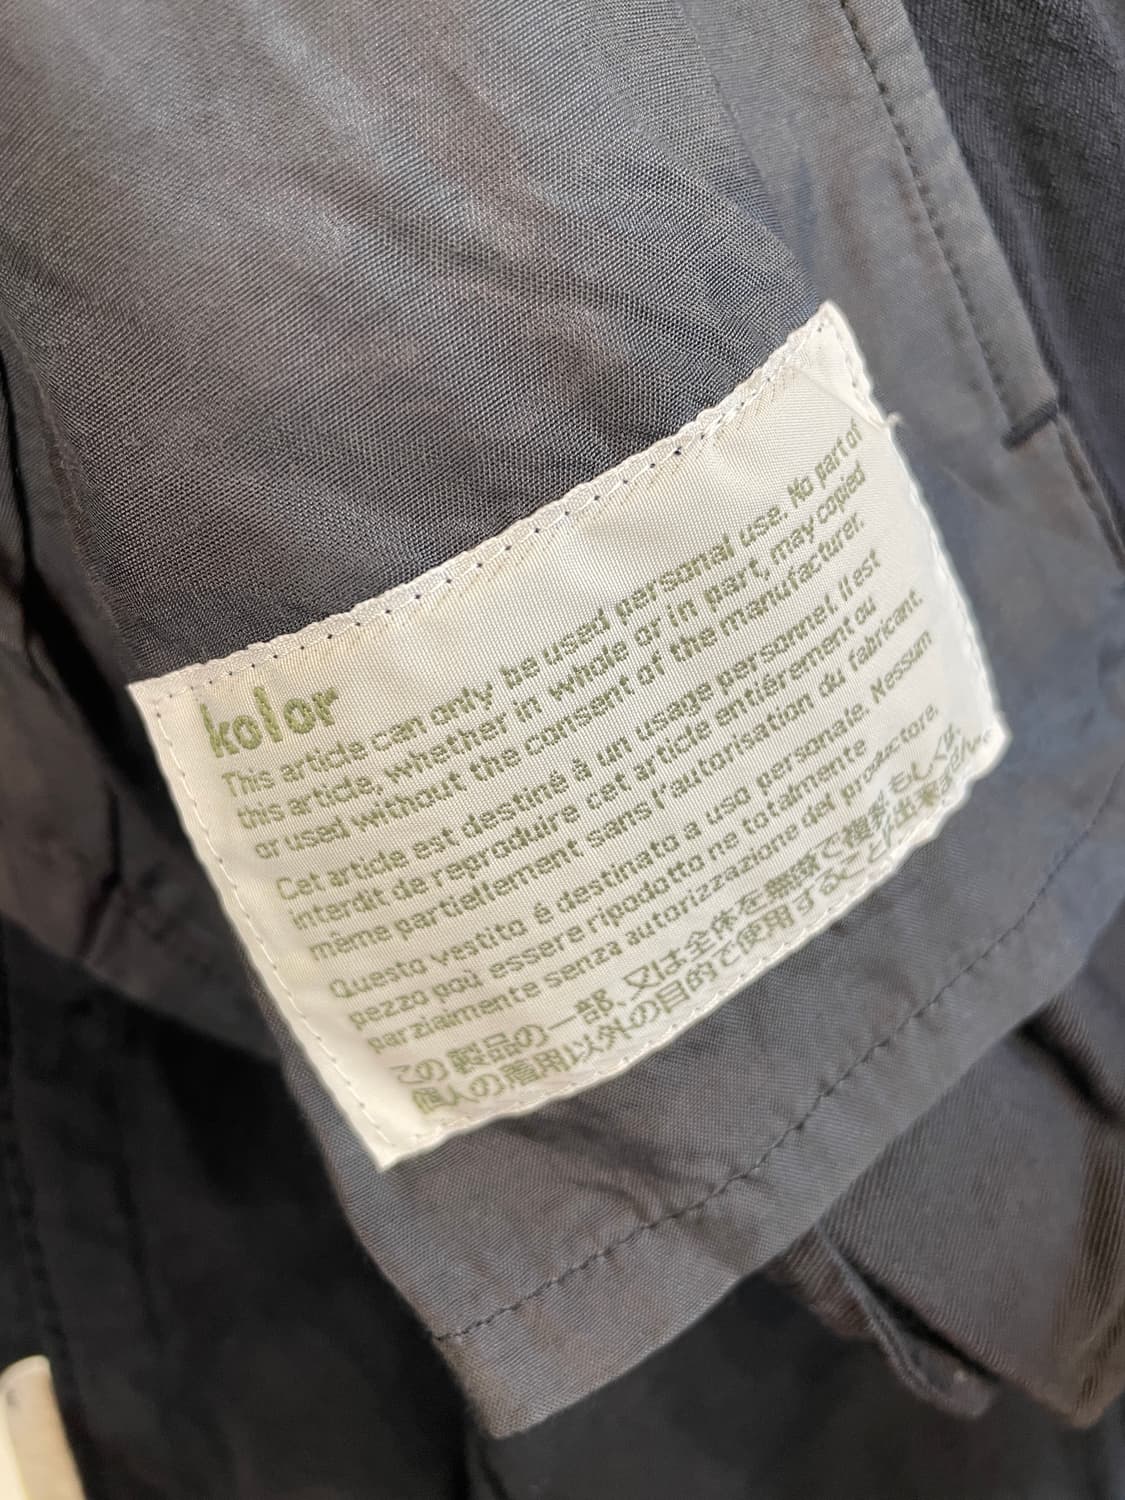 kolor
This article can only be used personal use. No part of
this article, whether in whole or in part, may copied
or used without the consent of the manufacturer.
Cet article est destiné à un usage personnel. Il est
interdit de reproduire cet article entiérement ou
même partiellement sans l'autorisation du fabricant.
Questo vestito é destinato a uso personate. Nessum
pezzo poù essere ripodotto ne totalmente
parziaimente senza autorizzazione del productore.
この製品の一部、又は全体を無断で複製、もしくは、
個人の着用以外の目的で使用することは出来ません。